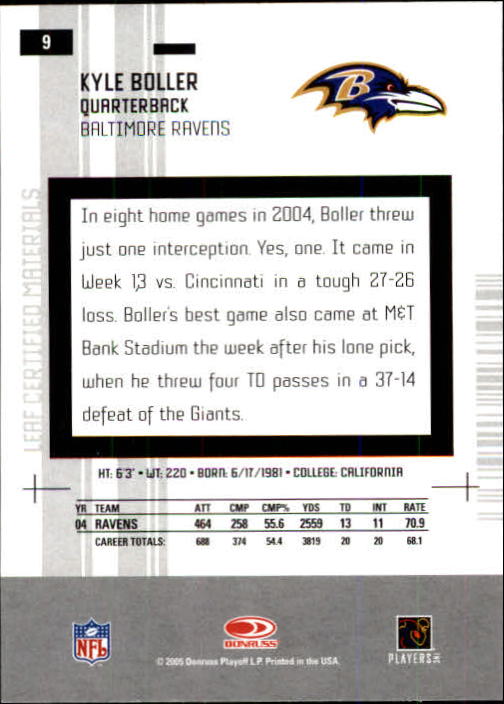 9
KYLE BOLLER
QUARTERBACK
BALTIMORE RAVENS
B
LEAF CERTIFIED MATERIALS
In eight home games in 2004, Boller threw
just one interception. Yes, one. It came in
Week 13 vs. Cincinnati in a tough 27-26
loss. Boller's best game also came at M&T
Bank Stadium the week after his lone pick,
when he threw four TD passes in a 37-14
defeat of the Giants.
HT: 6'3" • WT: 220 • BORN: 6/17/1981 • COLLEGE: CALIFORNIA
YR TEAM ATT CMP CMP% YDS TD INT RATE
04 RAVENS 464 258 55.6 2559 13 11 70.9
CAREER TOTALS: 688 374 54.4 3819 20 20 68.1
NFL
DONRUSS
PLAYERS INC
© 2005 Donruss Playoff L.P. Printed in the USA